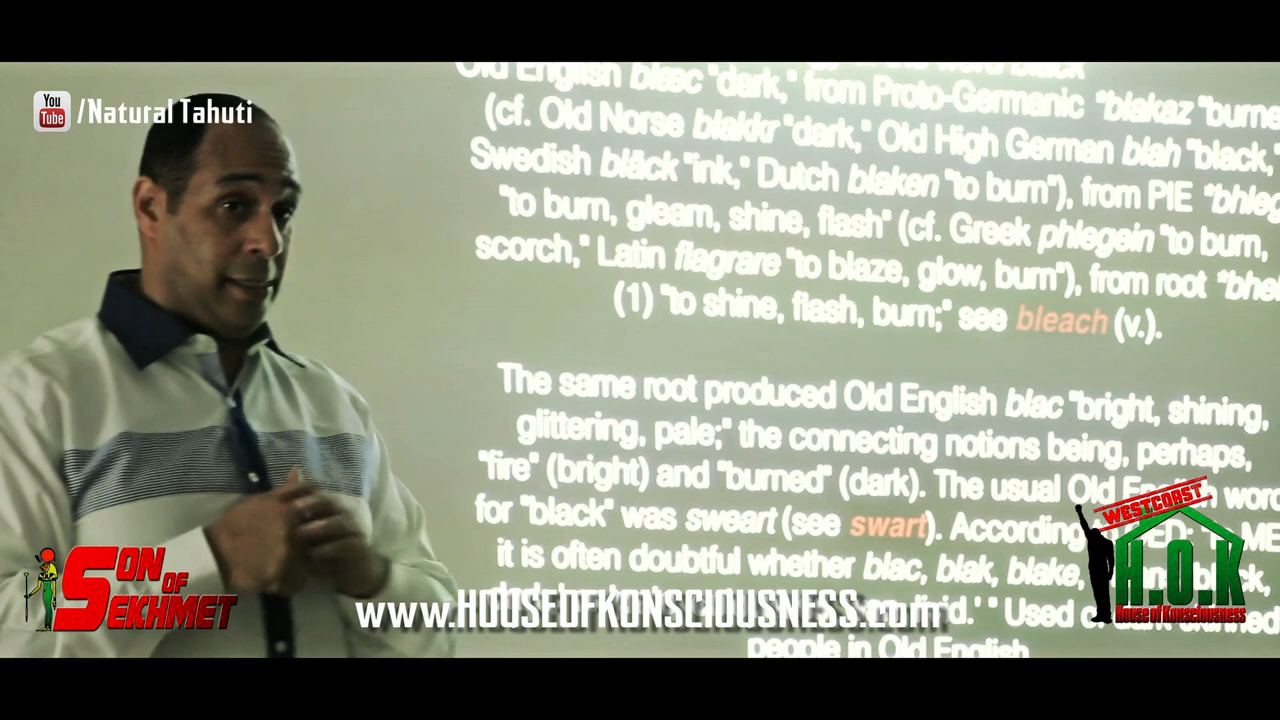 You
Tube /Natural Tahuti
Old English blæc "dark," from Proto-Germanic *blakaz
(cf. Old Norse blakkr "dark," Old High German blah "black,"
Swedish bläck "ink," Dutch blaken "to burn"), from PIE
"to burn, gleam, shine, flash" (cf. Greek phlegein "to burn,
scorch," Latin flagrare "to blaze, glow, burn"), from root
(1) "to shine, flash, burn;" see bleach (v.).
The same root produced Old English blac "bright, shining,
glittering, pale;" the connecting notions being, perhaps,
"fire" (bright) and "burned" (dark). The usual Old
for "black" was sweart (see swart). According
it is often doubtful whether blac, blak, blake,
Used
people in Old English
SON
OF
SEKHMET
www.HOUSEOFKONSCIOUSNESS.com
WESTCOAST
H.O.K
House of Konsciousness